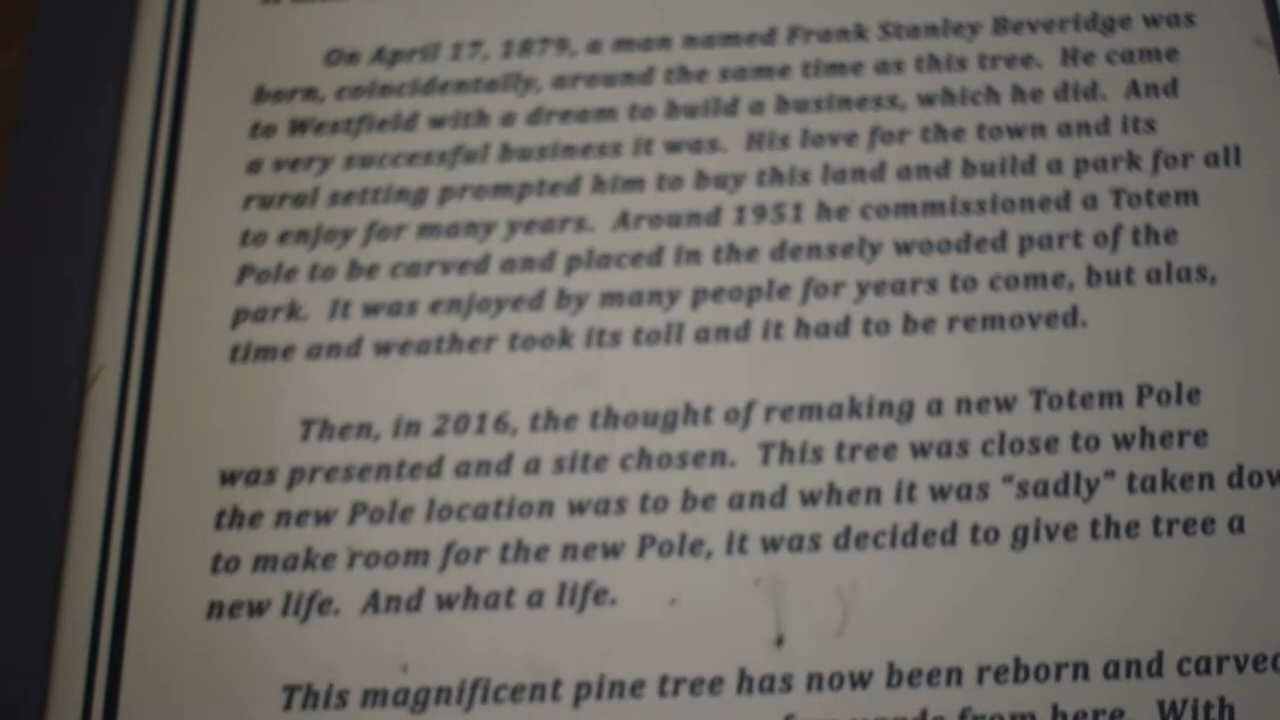 On April 17, 1879, a man named Frank Stanley Beveridge was
born, coincidentally, around the same time as this tree. He came
to Westfield with a dream to build a business, which he did. And
a very successful business it was. His love for the town and its
rural setting prompted him to buy this land and build a park for all
to enjoy for many years. Around 1951 he commissioned a Totem
Pole to be carved and placed in the densely wooded part of the
park. It was enjoyed by many people for years to come, but alas,
time and weather took its toll and it had to be removed.
Then, in 2016, the thought of remaking a new Totem Pole
was presented and a site chosen. This tree was close to where
the new Pole location was to be and when it was "sadly" taken dow
to make room for the new Pole, it was decided to give the tree a
new life. And what a life.
This magnificent pine tree has now been reborn and carved
from here. With